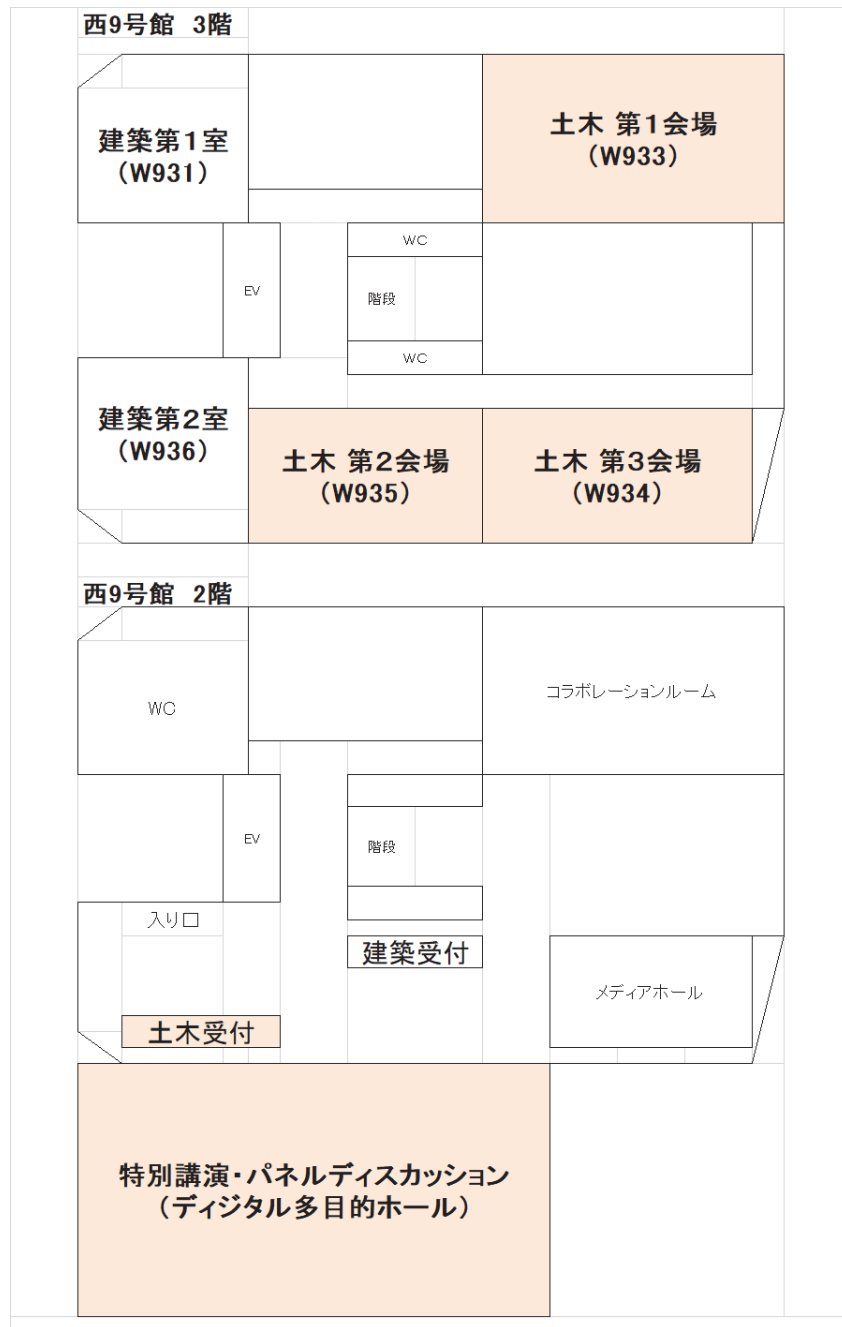 西9号館 3階
建築第1室
（W931）
土木 第1会場
（W933）
WC
EV
階段
WC
建築第2室
（W936）
土木 第2会場
（W935）
土木 第3会場
（W934）
西9号館 2階
WC
コラボレーションルーム
EV
階段
入り口
建築受付
メディアホール
土木受付
特別講演・パネルディスカッション
（ディジタル多目的ホール）